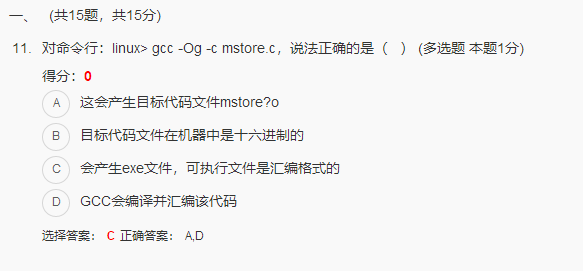 一、 (共15题，共15分)
11. 对命令行：linux> gcc -Og -c mstore.c，说法正确的是（ ） (多选题 本题1分)
得分：0
A 这会产生目标代码文件mstore?o
B 目标代码文件在机器中是十六进制的
C 会产生exe文件，可执行文件是汇编格式的
D GCC会编译并汇编该代码
选择答案： C 正确答案： A,D